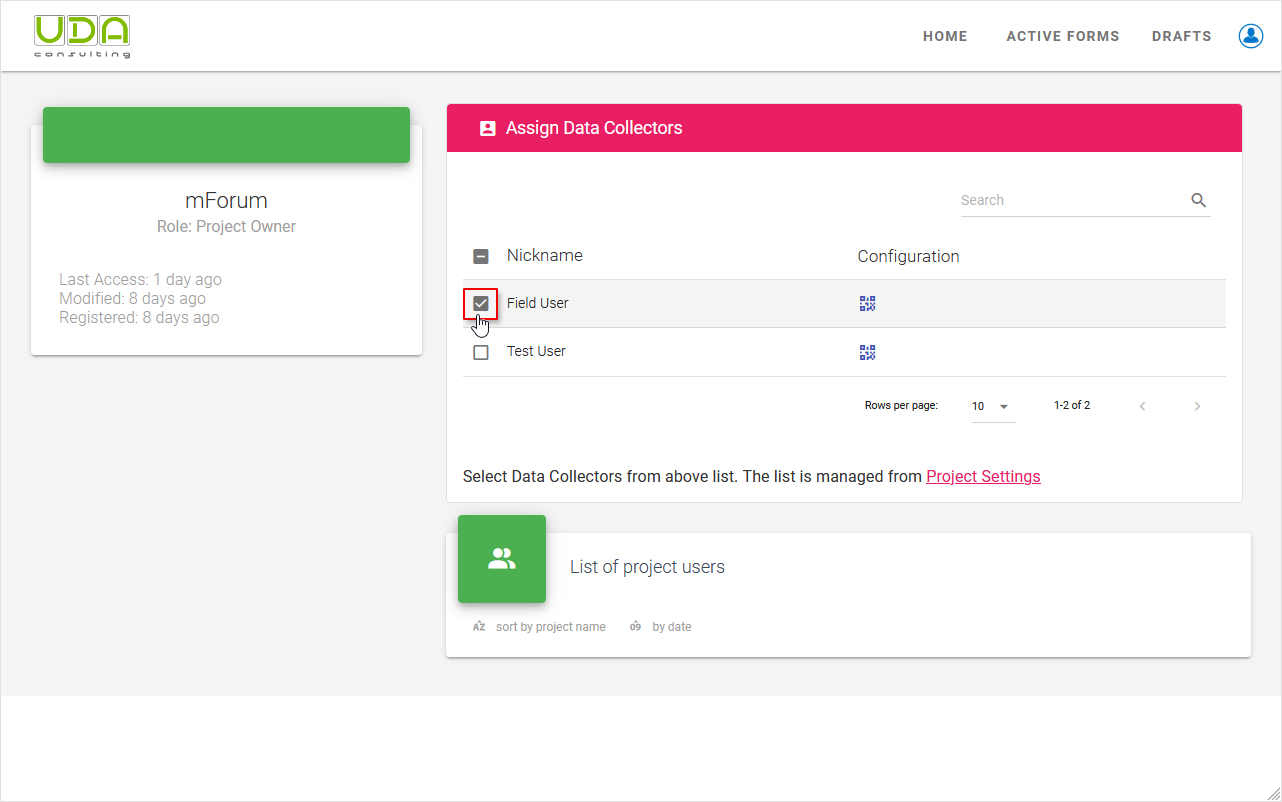 UDA
consulting
HOME
ACTIVE FORMS
DRAFTS
mForum
Role: Project Owner
Last Access: 1 day ago
Modified: 8 days ago
Registered: 8 days ago
Assign Data Collectors
Search
Nickname
Configuration
Field User
Test User
Rows per page:
10
1-2 of 2
Select Data Collectors from above list. The list is managed from Project Settings
List of project users
AZ sort by project name
09 by date